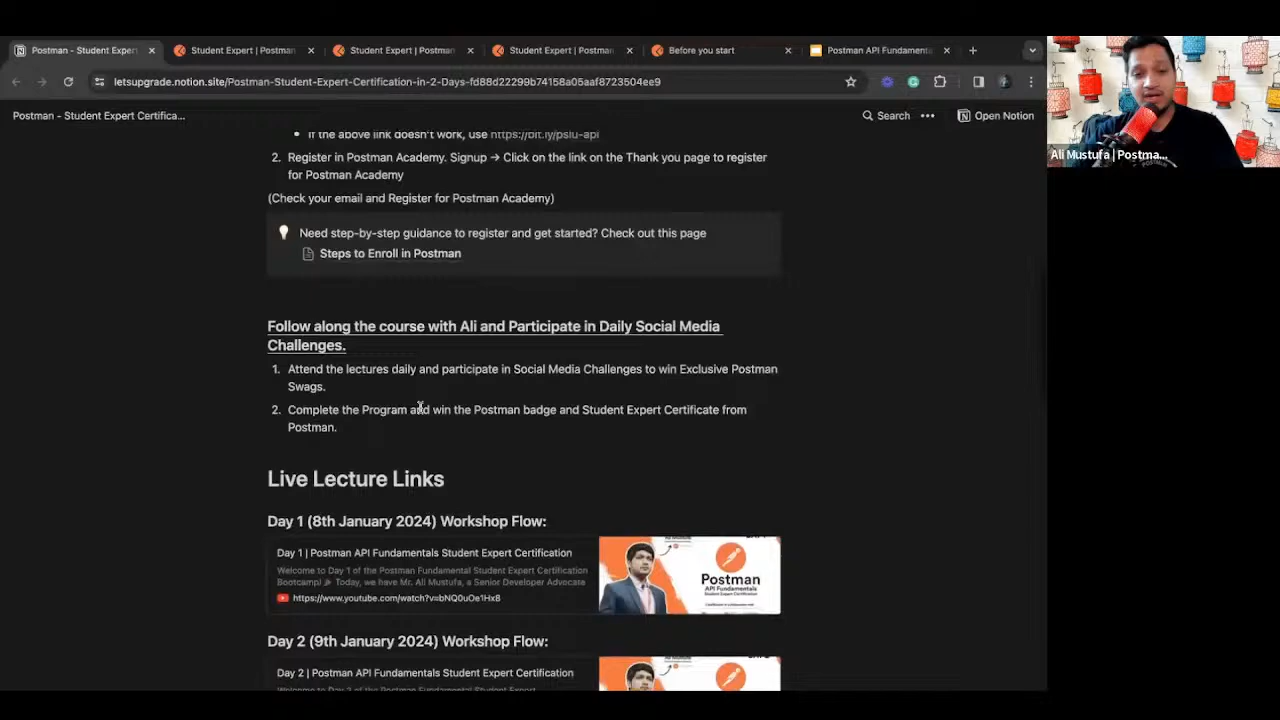 Postman - Student Exper
Student Expert | Postman
Student Expert | Postman
Student Expert | Postman
Before you start
Postman API Fundamenta
letsupgrade.notion.site/Postman-Student-Expert-Certification-in-2-Days-fd58d22299b74158a05aaf8723504ee9
Postman - Student Expert Certifica...
Search
Open Notion
Ali Mustufa | Postma...
If the above link doesn't work, use https://bit.ly/pslu-api
2. Register in Postman Academy. Signup → Click on the link on the Thank you page to register
for Postman Academy
(Check your email and Register for Postman Academy)
Need step-by-step guidance to register and get started? Check out this page
Steps to Enroll in Postman
Follow along the course with Ali and Participate in Daily Social Media
Challenges.
1. Attend the lectures daily and participate in Social Media Challenges to win Exclusive Postman
Swags.
2. Complete the Program and win the Postman badge and Student Expert Certificate from
Postman.
Live Lecture Links
Day 1 (8th January 2024) Workshop Flow:
Day 1 | Postman API Fundamentals Student Expert Certification
Welcome to Day 1 of the Postman Fundamental Student Expert Certification
Bootcamp! 🎉 Today, we have Mr. Ali Mustufa, a Senior Developer Advocate
https://www.youtube.com/watch?v=bNQ2uOe1Hx8
Postman
API Fundamentals
Student Expert Certification
Day 2 (9th January 2024) Workshop Flow:
Day 2 | Postman API Fundamentals Student Expert Certification